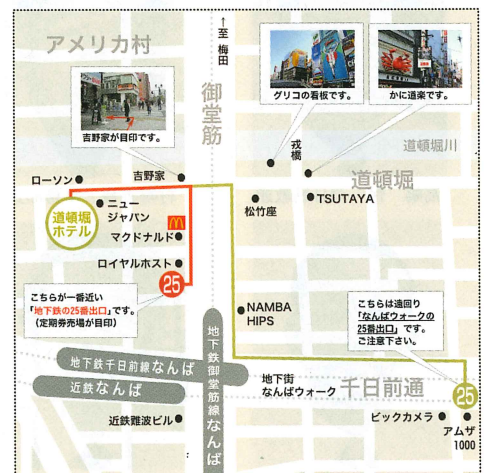 ↑至 梅田
アメリカ村
御堂筋
グリコの看板です。
かに道楽です。
吉野家が目印です。
戎橋
道頓堀川
ローソン
吉野家
道頓堀
ニュー
ジャパン
松竹座
TSUTAYA
道頓堀
ホテル
マクドナルド
ロイヤルホスト
25
こちらが一番近い
「地下鉄の25番出口」です。
(定期券売場が目印)
こちらは遠回り
「なんばウォークの
25番出口」です。
ご注意下さい。
NAMBA
HIPS
地下鉄御堂筋線なんば
地下鉄千日前線なんば
近鉄なんば
地下街
なんばウォーク
千日前通
25
近鉄難波ビル
ビックカメラ
アムザ
1000